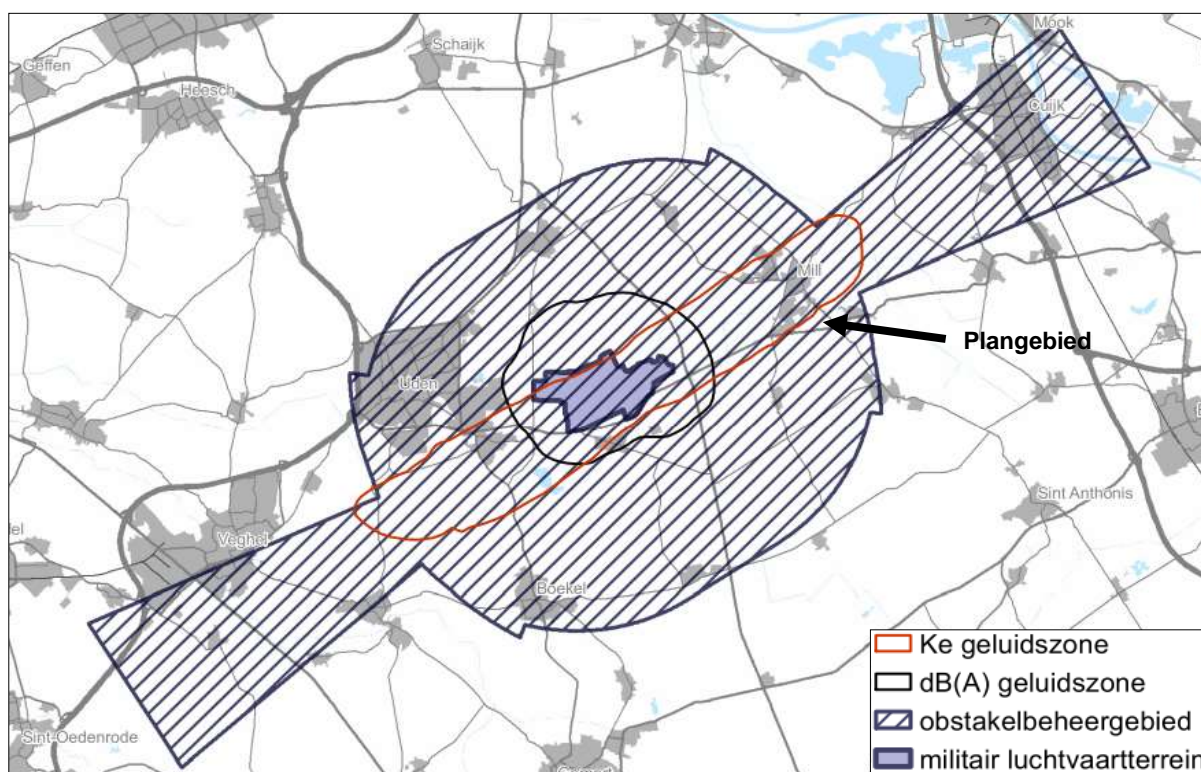 Mook
Schaijk
Geffen
Heesch
Cuijk
Mill
Plangebied
Uden
Sint Anthonis
Veghel
Boekel
Sint-Oedenrode
Ke geluidszone
dB(A) geluidszone
obstakelbeheergebied
militair luchtvaartterrein